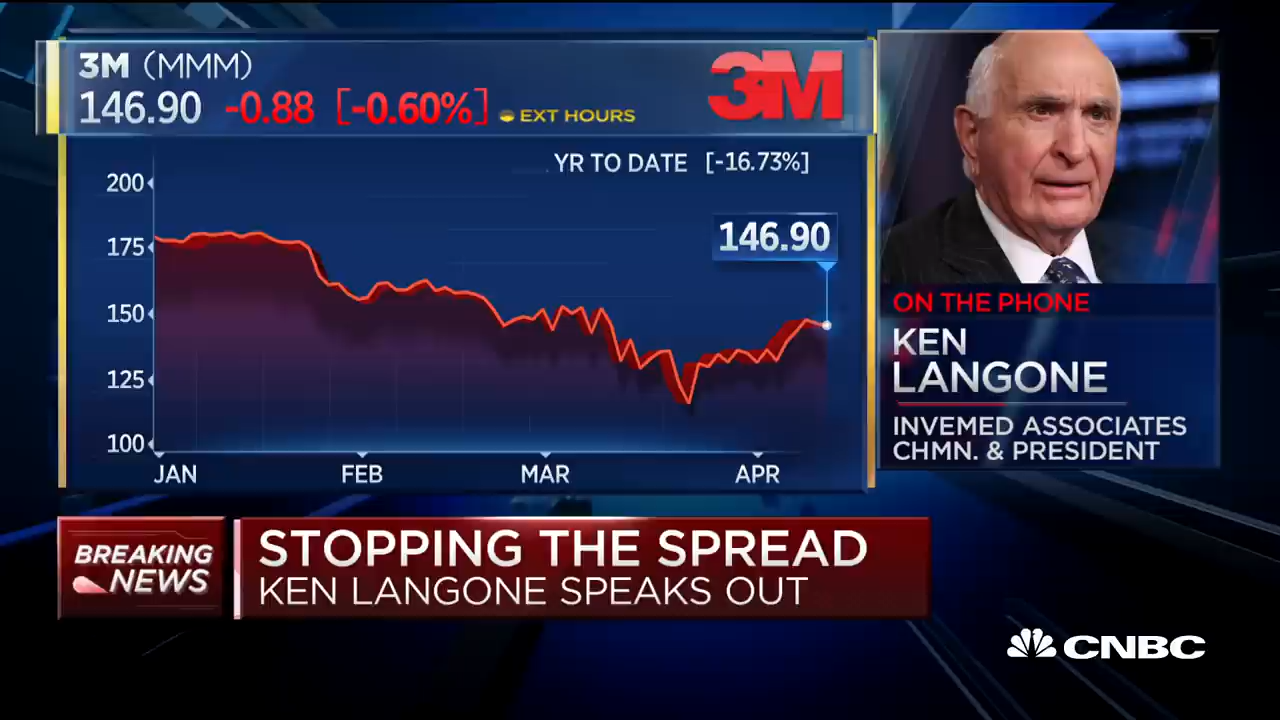 3M (MMM)
146.90 -0.88 [-0.60%] EXT HOURS
3M
YR TO DATE [-16.73%]
200
175
150
125
100
146.90
JAN FEB MAR APR
ON THE PHONE
KEN
LANGONE
INVEMED ASSOCIATES
CHMN. & PRESIDENT
BREAKING
NEWS
STOPPING THE SPREAD
KEN LANGONE SPEAKS OUT
CNBC